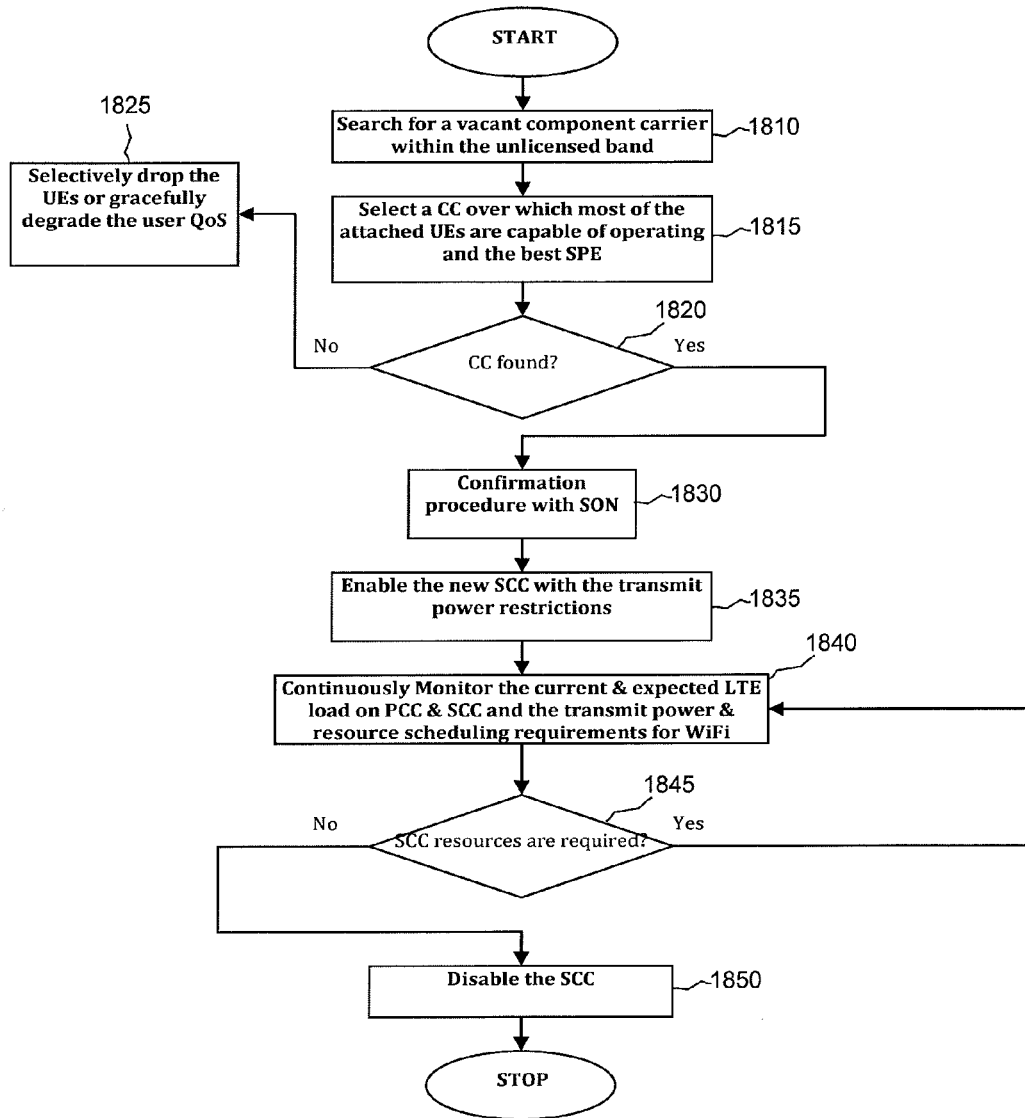 START
1825
Search for a vacant component carrier
within the unlicensed band
1810
Selectively drop the
UEs or gracefully
degrade the user QoS
Select a CC over which most of the
attached UEs are capable of operating
and the best SPE
1815
1820
No
Yes
CC found?
Confirmation
procedure with SON
1830
Enable the new SCC with the transmit
power restrictions
1835
1840
Continuously Monitor the current & expected LTE
load on PCC & SCC and the transmit power &
resource scheduling requirements for WiFi
1845
No
Yes
SCC resources are required?
Disable the SCC
1850
STOP